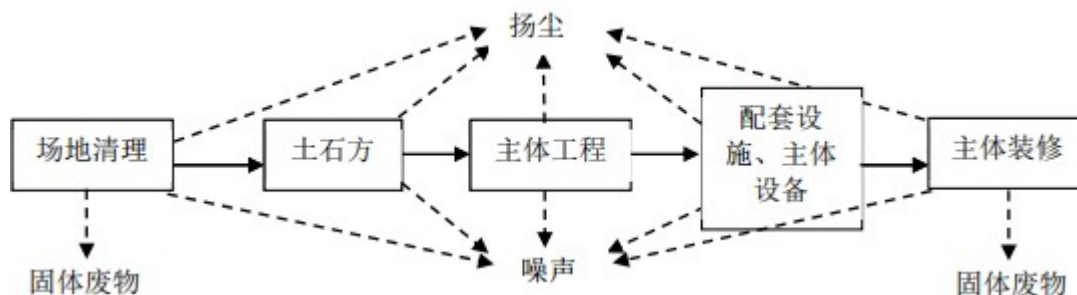 扬尘
场地清理
土石方
主体工程
配套设
施、主体
设备
主体装修
噪声
固体废物
固体废物